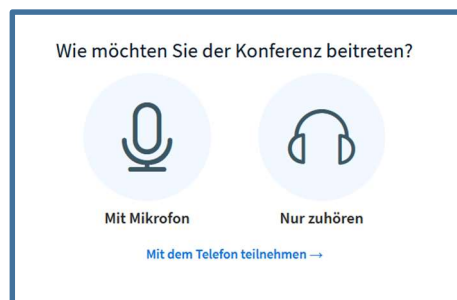 Wie möchten Sie der Konferenz beitreten?
Mit Mikrofon
Nur zuhören
Mit dem Telefon teilnehmen →